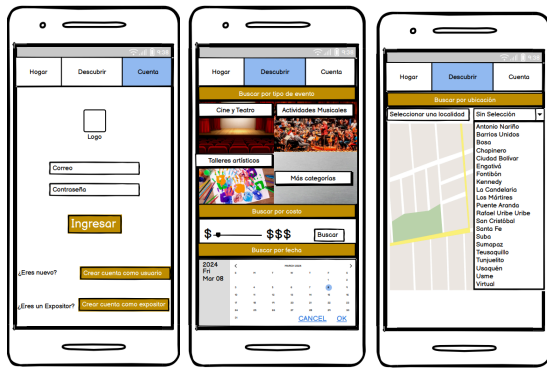 Hogar
Descubrir
Cuenta
Logo
Correo
Contraseña
Ingresar
¿Eres nuevo?
Crear cuenta como usuario
¿Eres un Expositor?
Crear cuenta como expositor
Hogar
Descubrir
Cuenta
Buscar por tipo de evento
Cine y Teatro
Actividades Musicales
Talleres artísticos
Más categorías
Buscar por costo
$
$$$
Buscar
Buscar por fecha
2024
Fri
Mar 08
CANCEL
OK
Hogar
Descubrir
Cuenta
Buscar por ubicación
Seleccionar una localidad
Sin Selección
Antonio Nariño
Barrios Unidos
Bosa
Chapinero
Ciudad Bolívar
Engativá
Fontibón
Kennedy
La Candelaria
Los Mártires
Puente Aranda
Rafael Uribe Uribe
San Cristóbal
Santa Fe
Suba
Sumapaz
Teusaquillo
Tunjuelito
Usaquén
Usme
Virtual